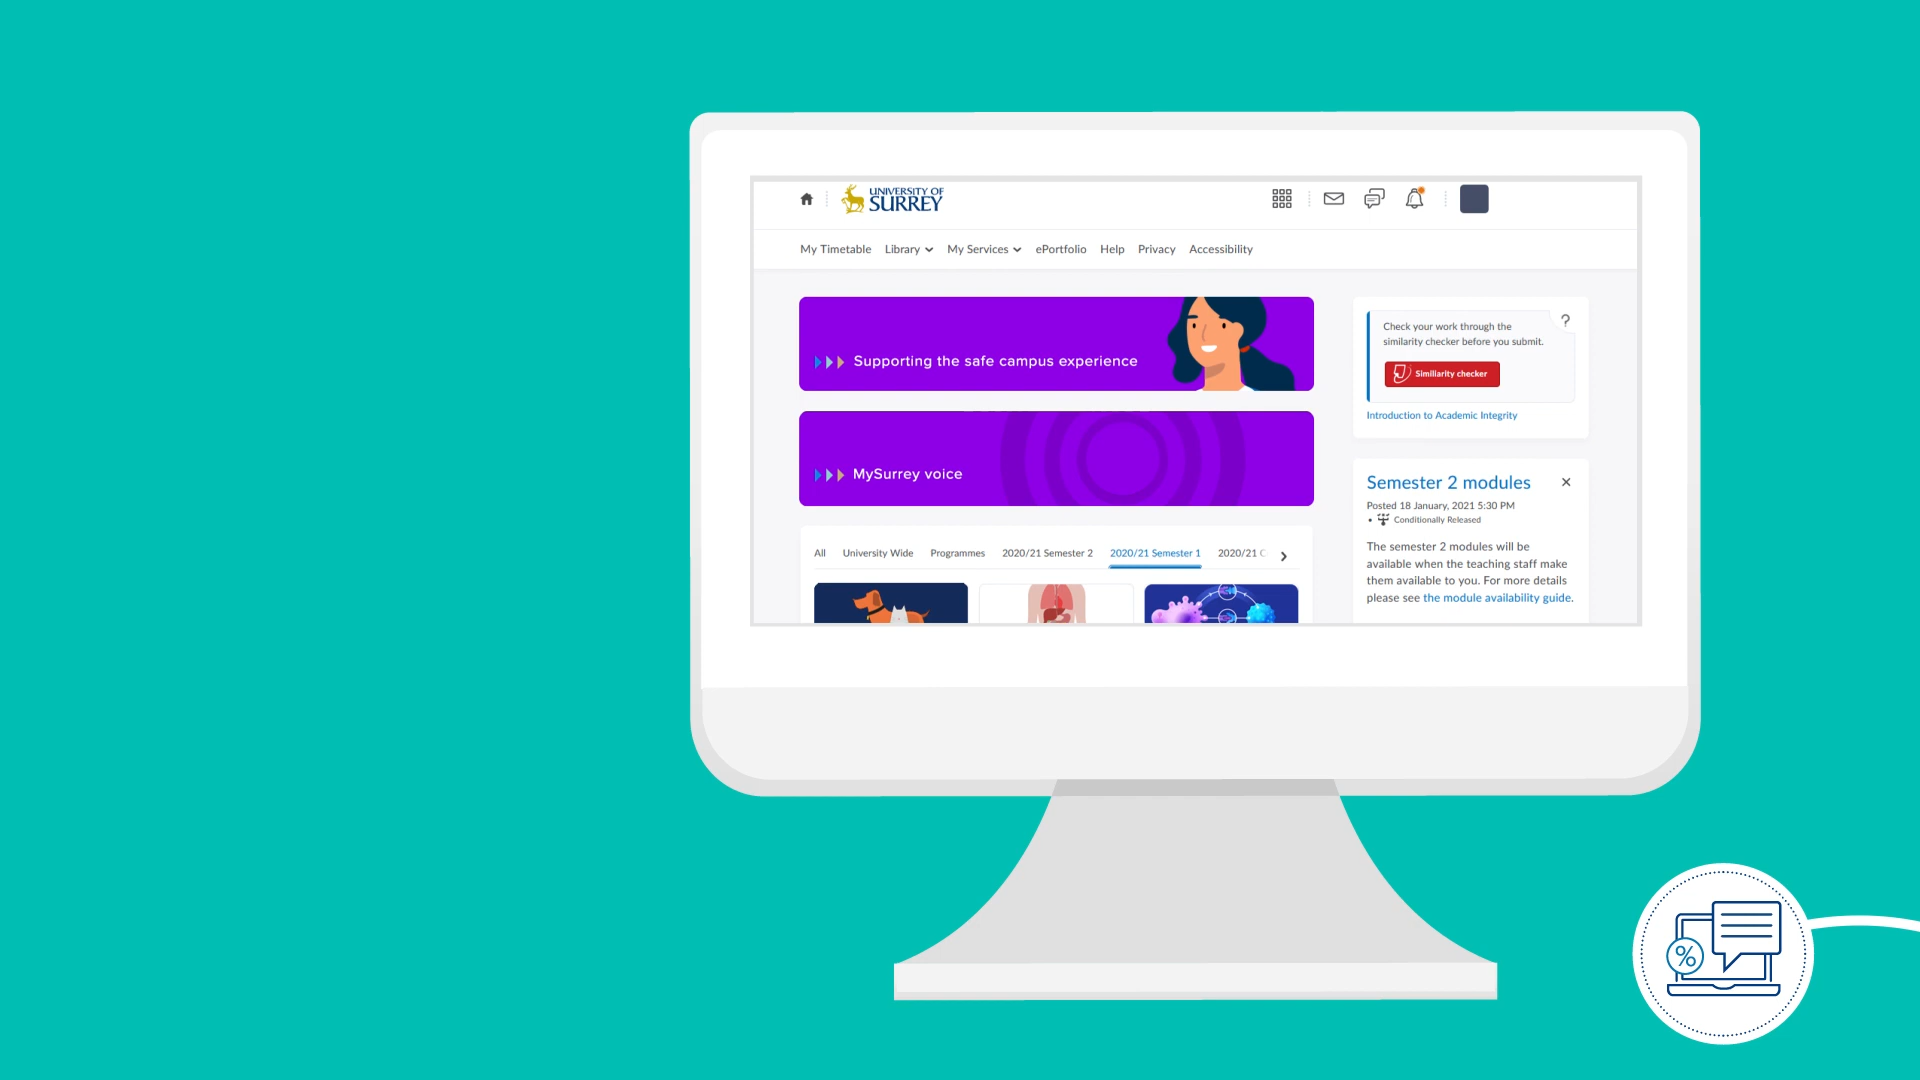 UNIVERSITY OF
SURREY
My Timetable Library My Services ePortfolio Help Privacy Accessibility
Supporting the safe campus experience
MySurrey voice
All University Wide Programmes 2020/21 Semester 2 2020/21 Semester 1 2020/21
?
Check your work through the
similarity checker before you submit.
Similiarity checker
Introduction to Academic Integrity
Semester 2 modules
Posted 18 January, 2021 5:30 PM
• Conditionally Released
The semester 2 modules will be
available when the teaching staff make
them available to you. For more details
please see the module availability guide.
%